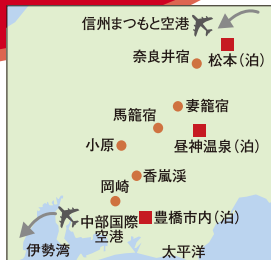 信州まつもと空港
奈良井宿
松本(泊)
妻籠宿
馬籠宿
昼神温泉(泊)
小原
香嵐渓
岡崎
中部国際
空港
豊橋市内(泊)
伊勢湾
太平洋